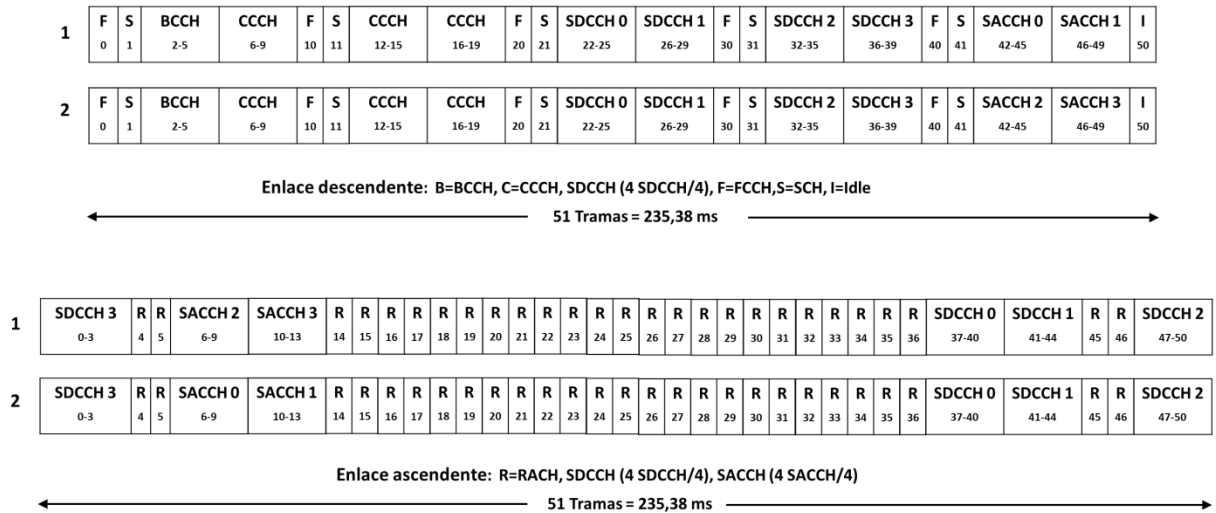 1 F S BCCH CCCH F S CCCH CCCH F S SDCCH 0 SDCCH 1 F S SDCCH 2 SDCCH 3 F S SACCH 0 SACCH 1 I
0 1 2-5 6-9 10 11 12-15 16-19 20 21 22-25 26-29 30 31 32-35 36-39 40 41 42-45 46-49 50
2 F S BCCH CCCH F S CCCH CCCH F S SDCCH 0 SDCCH 1 F S SDCCH 2 SDCCH 3 F S SACCH 2 SACCH 3 I
0 1 2-5 6-9 10 11 12-15 16-19 20 21 22-25 26-29 30 31 32-35 36-39 40 41 42-45 46-49 50
Enlace descendente: B=BCCH, C=CCCH, SDCCH (4 SDCCH/4), F=FCCH,S=SCH, I=Idle
51 Tramas = 235,38 ms
1 SDCCH 3 R R SACCH 2 SACCH 3 R R R R R R R R R R R R R R R R R R R R R R R SDCCH 0 SDCCH 1 R R SDCCH 2
0-3 4 5 6-9 10-13 14 15 16 17 18 19 20 21 22 23 24 25 26 27 28 29 30 31 32 33 34 35 36 37-40 41-44 45 46 47-50
2 SDCCH 3 R R SACCH 0 SACCH 1 R R R R R R R R R R R R R R R R R R R R R R R SDCCH 0 SDCCH 1 R R SDCCH 2
0-3 4 5 6-9 10-13 14 15 16 17 18 19 20 21 22 23 24 25 26 27 28 29 30 31 32 33 34 35 36 37-40 41-44 45 46 47-50
Enlace ascendente: R=RACH, SDCCH (4 SDCCH/4), SACCH (4 SACCH/4)
51 Tramas = 235,38 ms